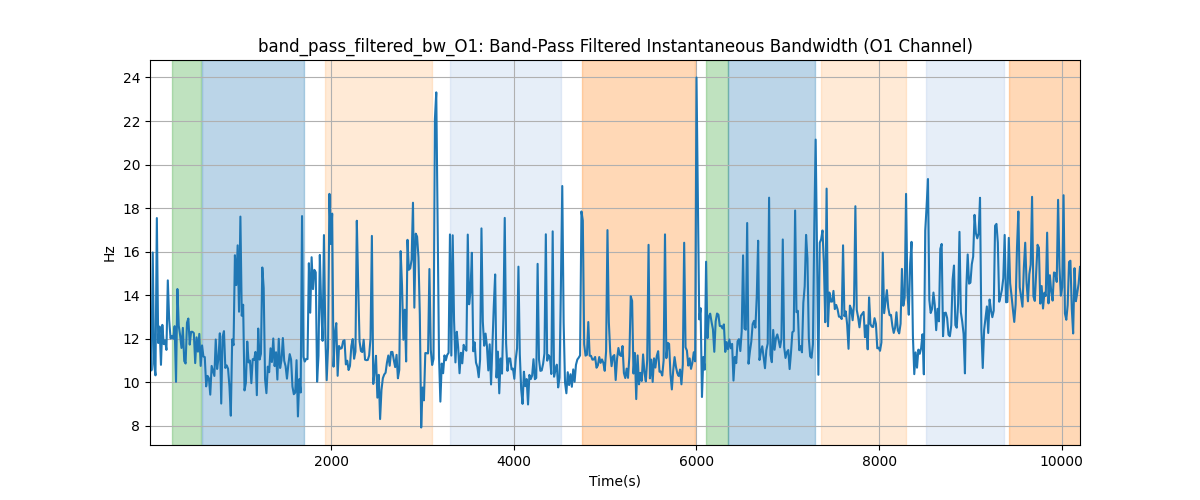 band_pass_filtered_bw_O1: Band-Pass Filtered Instantaneous Bandwidth (O1 Channel)
24
22
20
18
16
14
12
10
8
Hz
2000 4000 6000 8000 10000
Time(s)